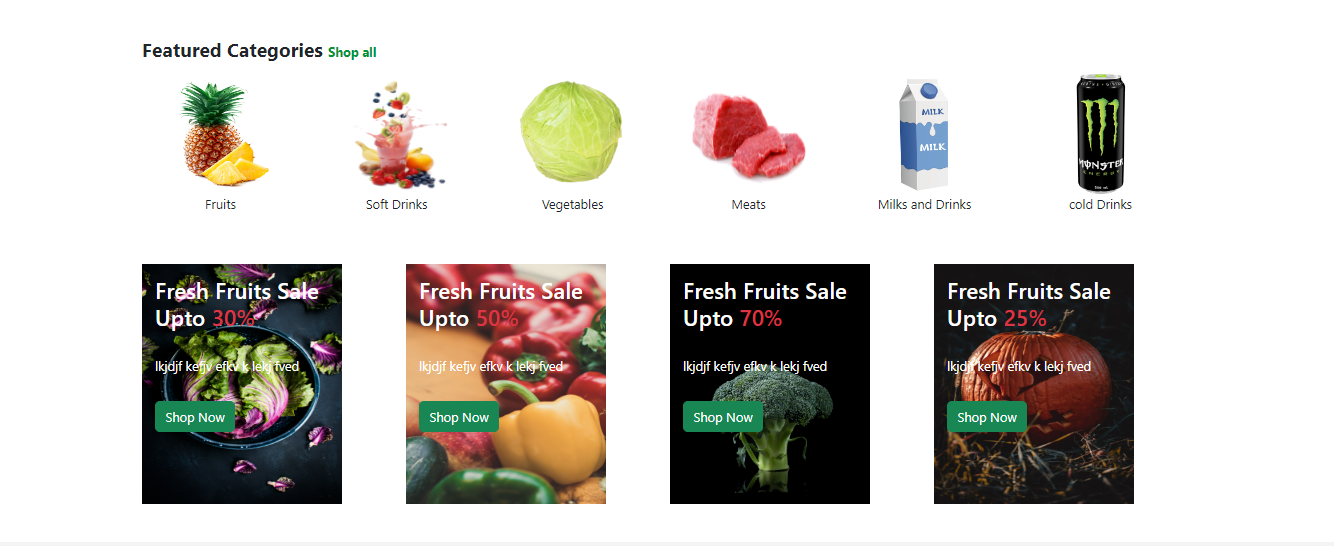 Featured Categories Shop all
MILK
MILK
MONSTER
ENERGY
Fruits
Soft Drinks
Vegetables
Meats
Milks and Drinks
cold Drinks
Fresh Fruits Sale
Upto 30%
lkjdjf kefjv efkv k lekj fved
Shop Now
Fresh Fruits Sale
Upto 50%
lkjdjf kefjv efkv k lekj fved
Shop Now
Fresh Fruits Sale
Upto 70%
lkjdjf kefjv efkv k lekj fved
Shop Now
Fresh Fruits Sale
Upto 25%
lkjdjf kefjv efkv k lekj fved
Shop Now